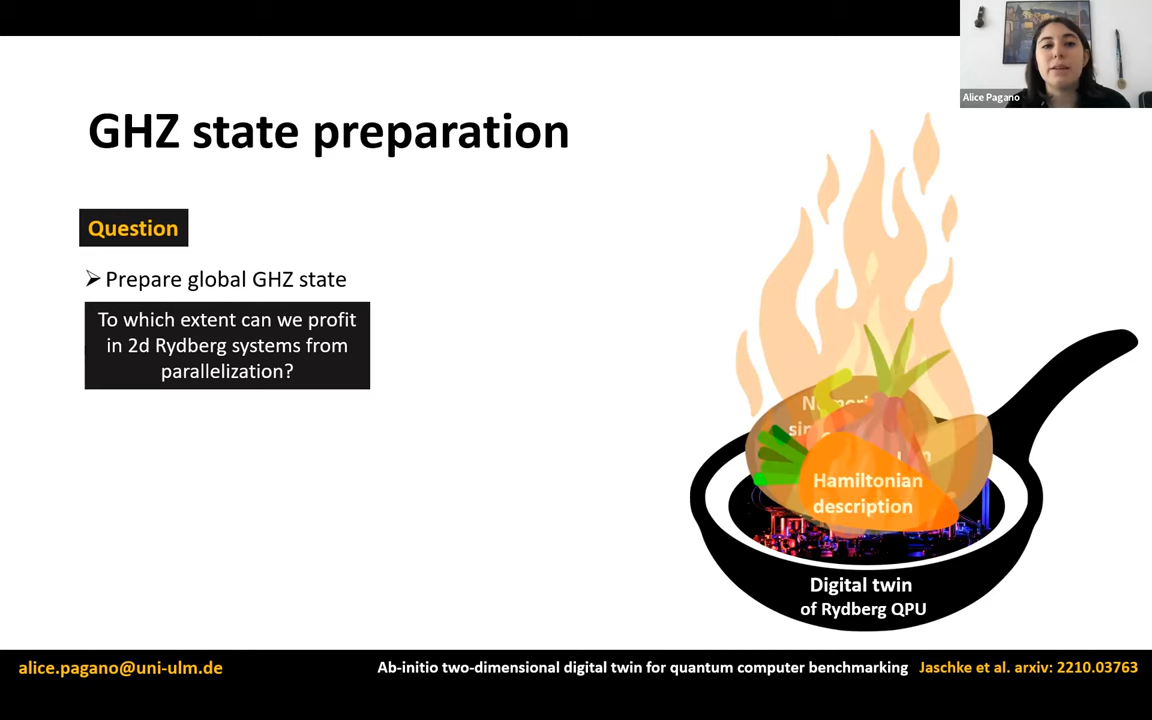 Alice Pagano
GHZ state preparation
Question
➢ Prepare global GHZ state
To which extent can we profit
in 2d Rydberg systems from
parallelization?
Hamiltonian
description
Digital twin
of Rydberg QPU
alice.pagano@uni-ulm.de
Ab-initio two-dimensional digital twin for quantum computer benchmarking Jaschke et al. arxiv: 2210.03763